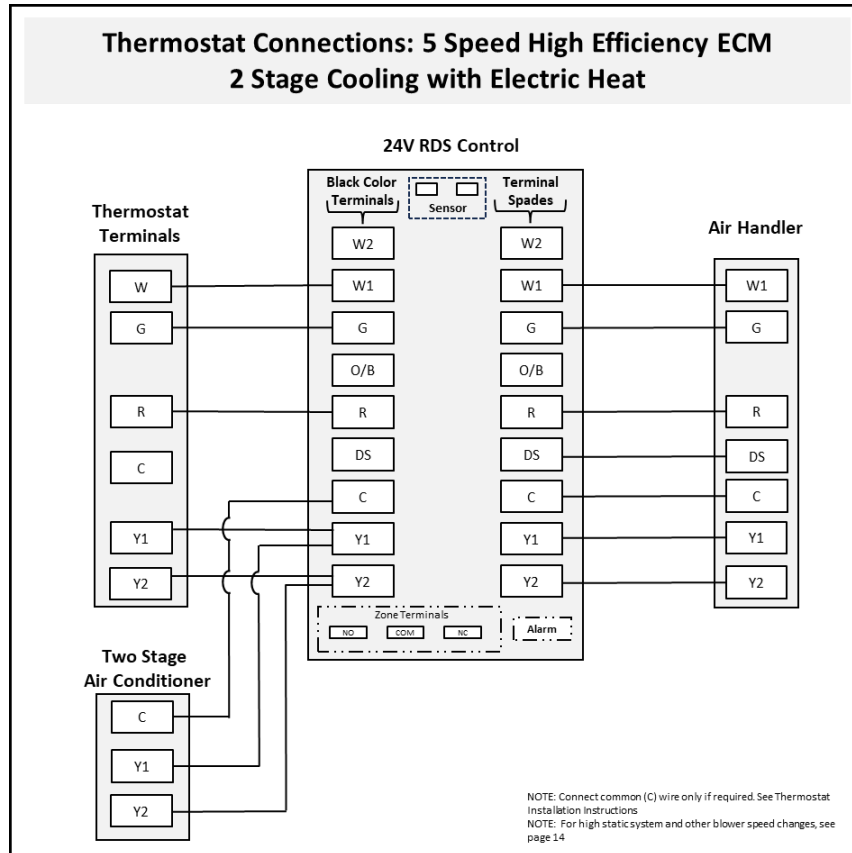 Thermostat Connections: 5 Speed High Efficiency ECM
2 Stage Cooling with Electric Heat
24V RDS Control
Thermostat
Terminals
W
G
R
C
Y1
Y2
Black Color
Terminals
Sensor
Terminal
Spades
W2
W1
G
O/B
R
DS
C
Y1
Y2
W2
W1
G
O/B
R
DS
C
Y1
Y2
Zone Terminals
NO
COM
NC
Alarm
Air Handler
W1
G
R
DS
C
Y1
Y2
Two Stage
Air Conditioner
C
Y1
Y2
NOTE: Connect common (C) wire only if required. See Thermostat
Installation Instructions
NOTE: For high static system and other blower speed changes, see
page 14